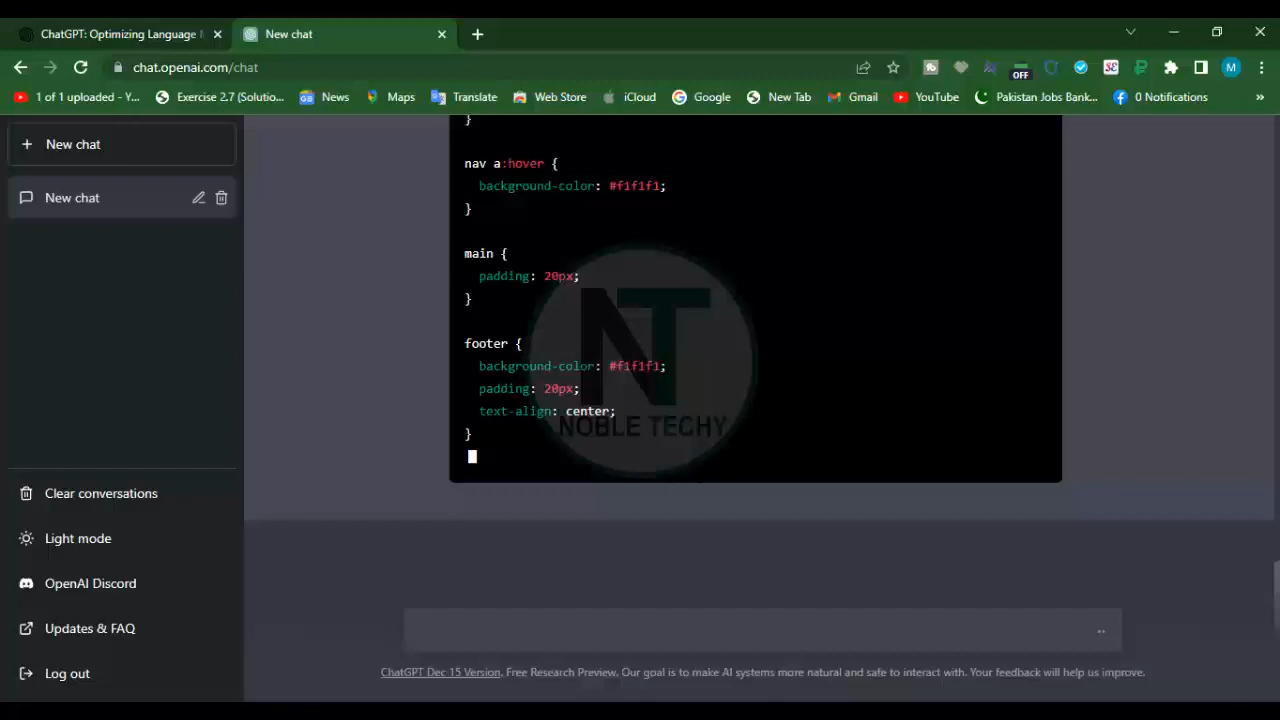 ChatGPT: Optimizing Language
New chat
chat.openai.com/chat
OFF
M
1 of 1 uploaded - Y...
Exercise 2.7 (Solutio...
News
Maps
Translate
Web Store
iCloud
Google
New Tab
Gmail
YouTube
Pakistan Jobs Bank...
0 Notifications
»
+ New chat
New chat
}
nav a:hover {
background-color: #f1f1f1;
}
main {
padding: 20px;
}
footer {
background-color: #f1f1f1;
padding: 20px;
text-align: center;
}
NT
NOBLE TECHY
Clear conversations
Light mode
OpenAI Discord
Updates & FAQ
Log out
..
ChatGPT Dec 15 Version. Free Research Preview. Our goal is to make AI systems more natural and safe to interact with. Your feedback will help us improve.